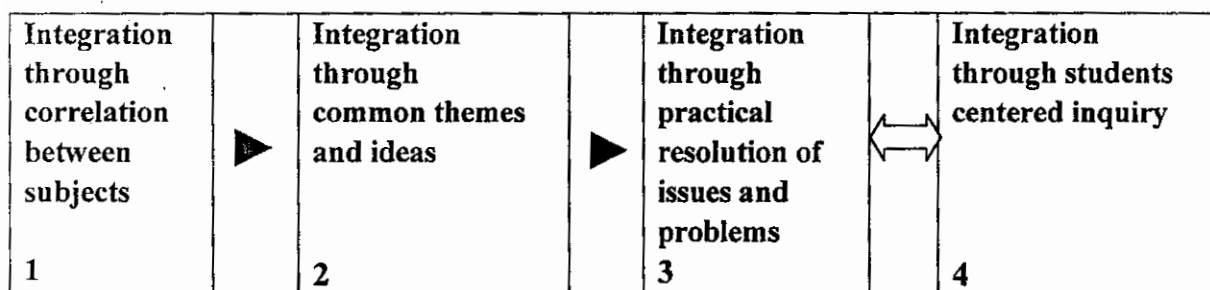 Integration
through
correlation
between
subjects
1
Integration
through
common themes
and ideas
2
Integration
through
practical
resolution of
issues and
problems
3
Integration
through students
centered inquiry
4